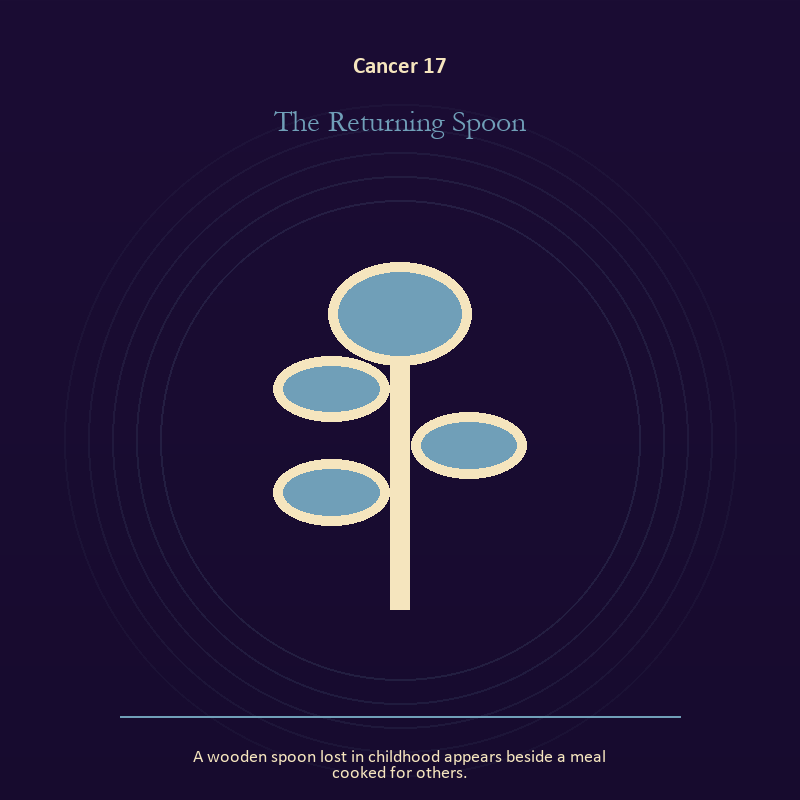 Cancer 17
The Returning Spoon
A wooden spoon lost in childhood appears beside a meal
cooked for others.